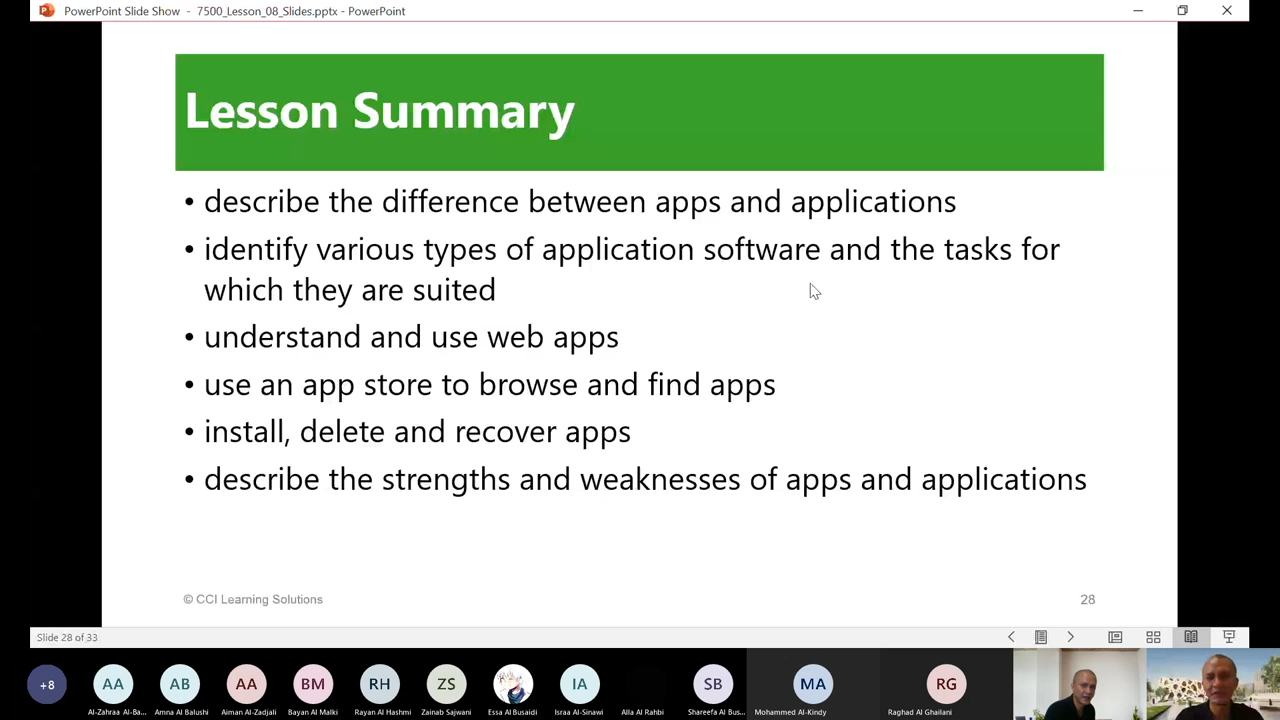 PowerPoint Slide Show - 7500_Lesson_08_Slides.pptx - PowerPoint
Lesson Summary
• describe the difference between apps and applications
• identify various types of application software and the tasks for
which they are suited
• understand and use web apps
• use an app store to browse and find apps
• install, delete and recover apps
• describe the strengths and weaknesses of apps and applications
© CCI Learning Solutions
28
Slide 28 of 33
+8 AA AB AA BM RH ZS IA SB MA RG
Al-Zahraa Al-Ba... Amna Al Balushi Aiman Al-Zadjali Bayan Al Malki Rayan Al Hashmi Zainab Sajwani Essa Al Busaidi Israa Al-Sinawi Alla Al Rahbi Shareefa Al Bus... Mohammed Al-Kindy Raghad Al Ghailani